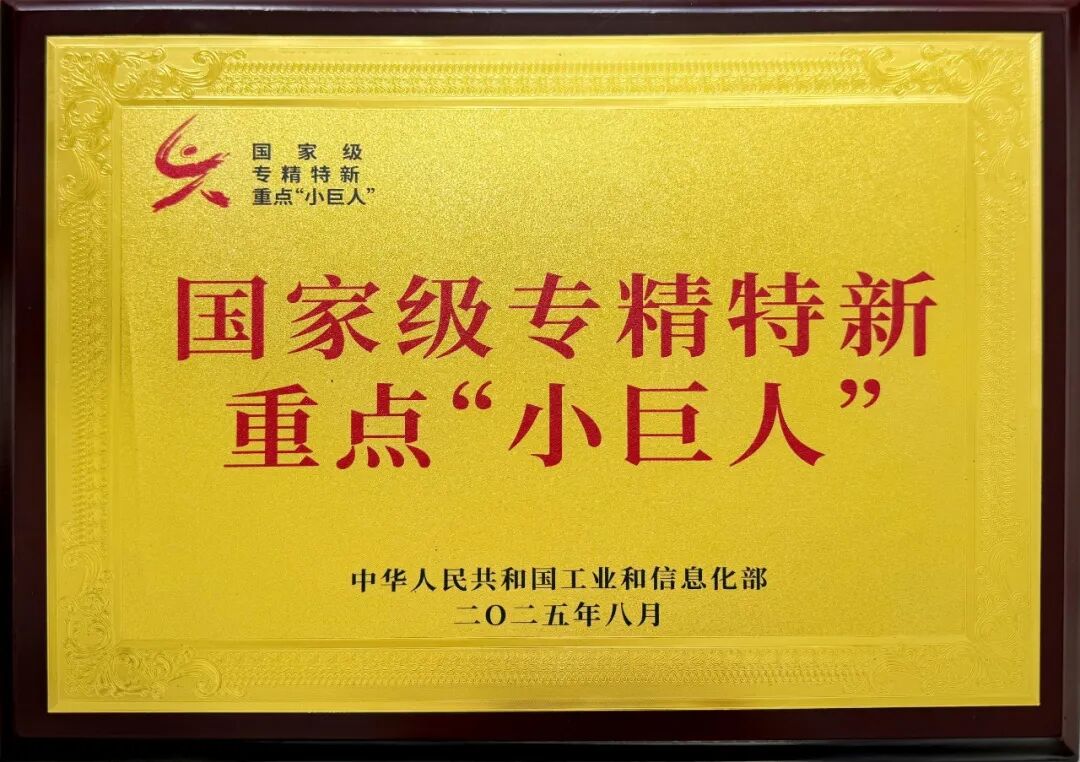 国家级
专精特新
重点“小巨人”
国家级专精特新
重点“小巨人”
中华人民共和国工业和信息化部
二〇二五年八月